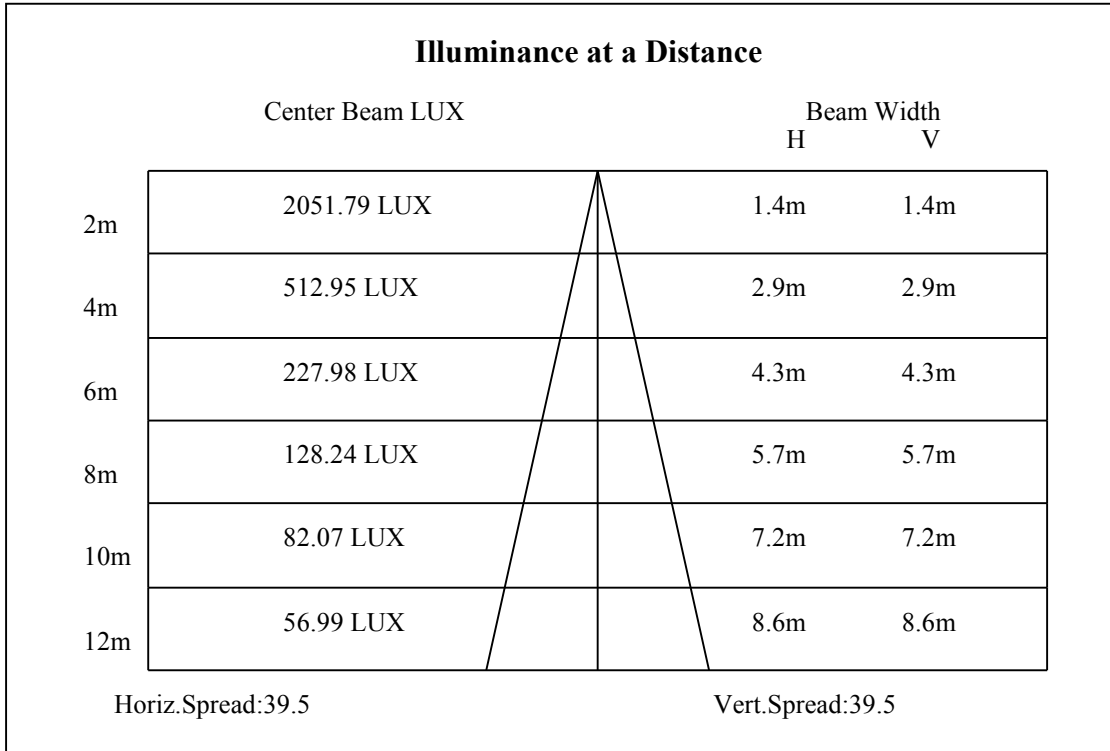 Illuminance at a Distance
Center Beam LUX Beam Width
H V
2m 2051.79 LUX 1.4m 1.4m
4m 512.95 LUX 2.9m 2.9m
6m 227.98 LUX 4.3m 4.3m
8m 128.24 LUX 5.7m 5.7m
10m 82.07 LUX 7.2m 7.2m
12m 56.99 LUX 8.6m 8.6m
Horiz.Spread:39.5 Vert.Spread:39.5